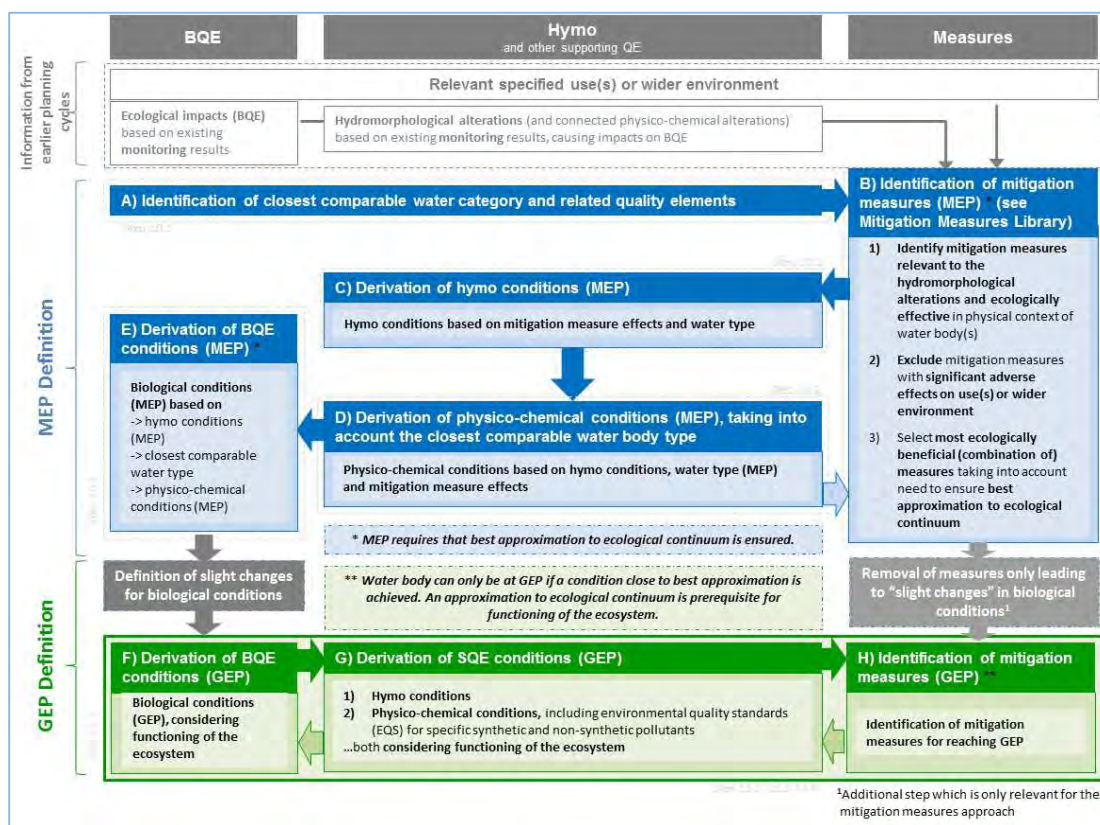 BQE
Hymo
and other supporting QE
Measures
Information from
earlier planning
cycles
Relevant specified use(s) or wider environment
Ecological impacts (BQE)
based on existing
monitoring results
Hydromorphological alterations (and connected physico-chemical alterations)
based on existing monitoring results, causing impacts on BQE
MEP Definition
A) Identification of closest comparable water category and related quality elements
B) Identification of mitigation
measures (MEP) * (see
Mitigation Measures Library)
1) Identify mitigation measures
relevant to the
hydromorphological
alterations and ecologically
effective in physical context of
water body(s)
2) Exclude mitigation measures
with significant adverse
effects on use(s) or wider
environment
3) Select most ecologically
beneficial (combination of)
measures taking into account
need to ensure best
approximation to ecological
continuum
C) Derivation of hymo conditions (MEP)
Hymo conditions based on mitigation measure effects and water type
D) Derivation of physico-chemical conditions (MEP), taking into
account the closest comparable water body type
Physico-chemical conditions based on hymo conditions, water type (MEP)
and mitigation measure effects
E) Derivation of BQE
conditions (MEP) *
Biological conditions
(MEP) based on
-> hymo conditions
(MEP)
-> closest comparable
water type
-> physico-chemical
conditions (MEP)
* MEP requires that best approximation to ecological continuum is ensured.
Definition of slight changes
for biological conditions
** Water body can only be at GEP if a condition close to best approximation is
achieved. An approximation to ecological continuum is prerequisite for
functioning of the ecosystem.
Removal of measures only leading
to "slight changes" in biological
conditions¹
GEP Definition
F) Derivation of BQE
conditions (GEP)
Biological conditions
(GEP), considering
functioning of the
ecosystem
G) Derivation of SQE conditions (GEP)
1) Hymo conditions
2) Physico-chemical conditions, including environmental quality standards
(EQS) for specific synthetic and non-synthetic pollutants
...both considering functioning of the ecosystem
H) Identification of mitigation
measures (GEP) **
Identification of mitigation
measures for reaching GEP
¹Additional step which is only relevant for the
mitigation measures approach